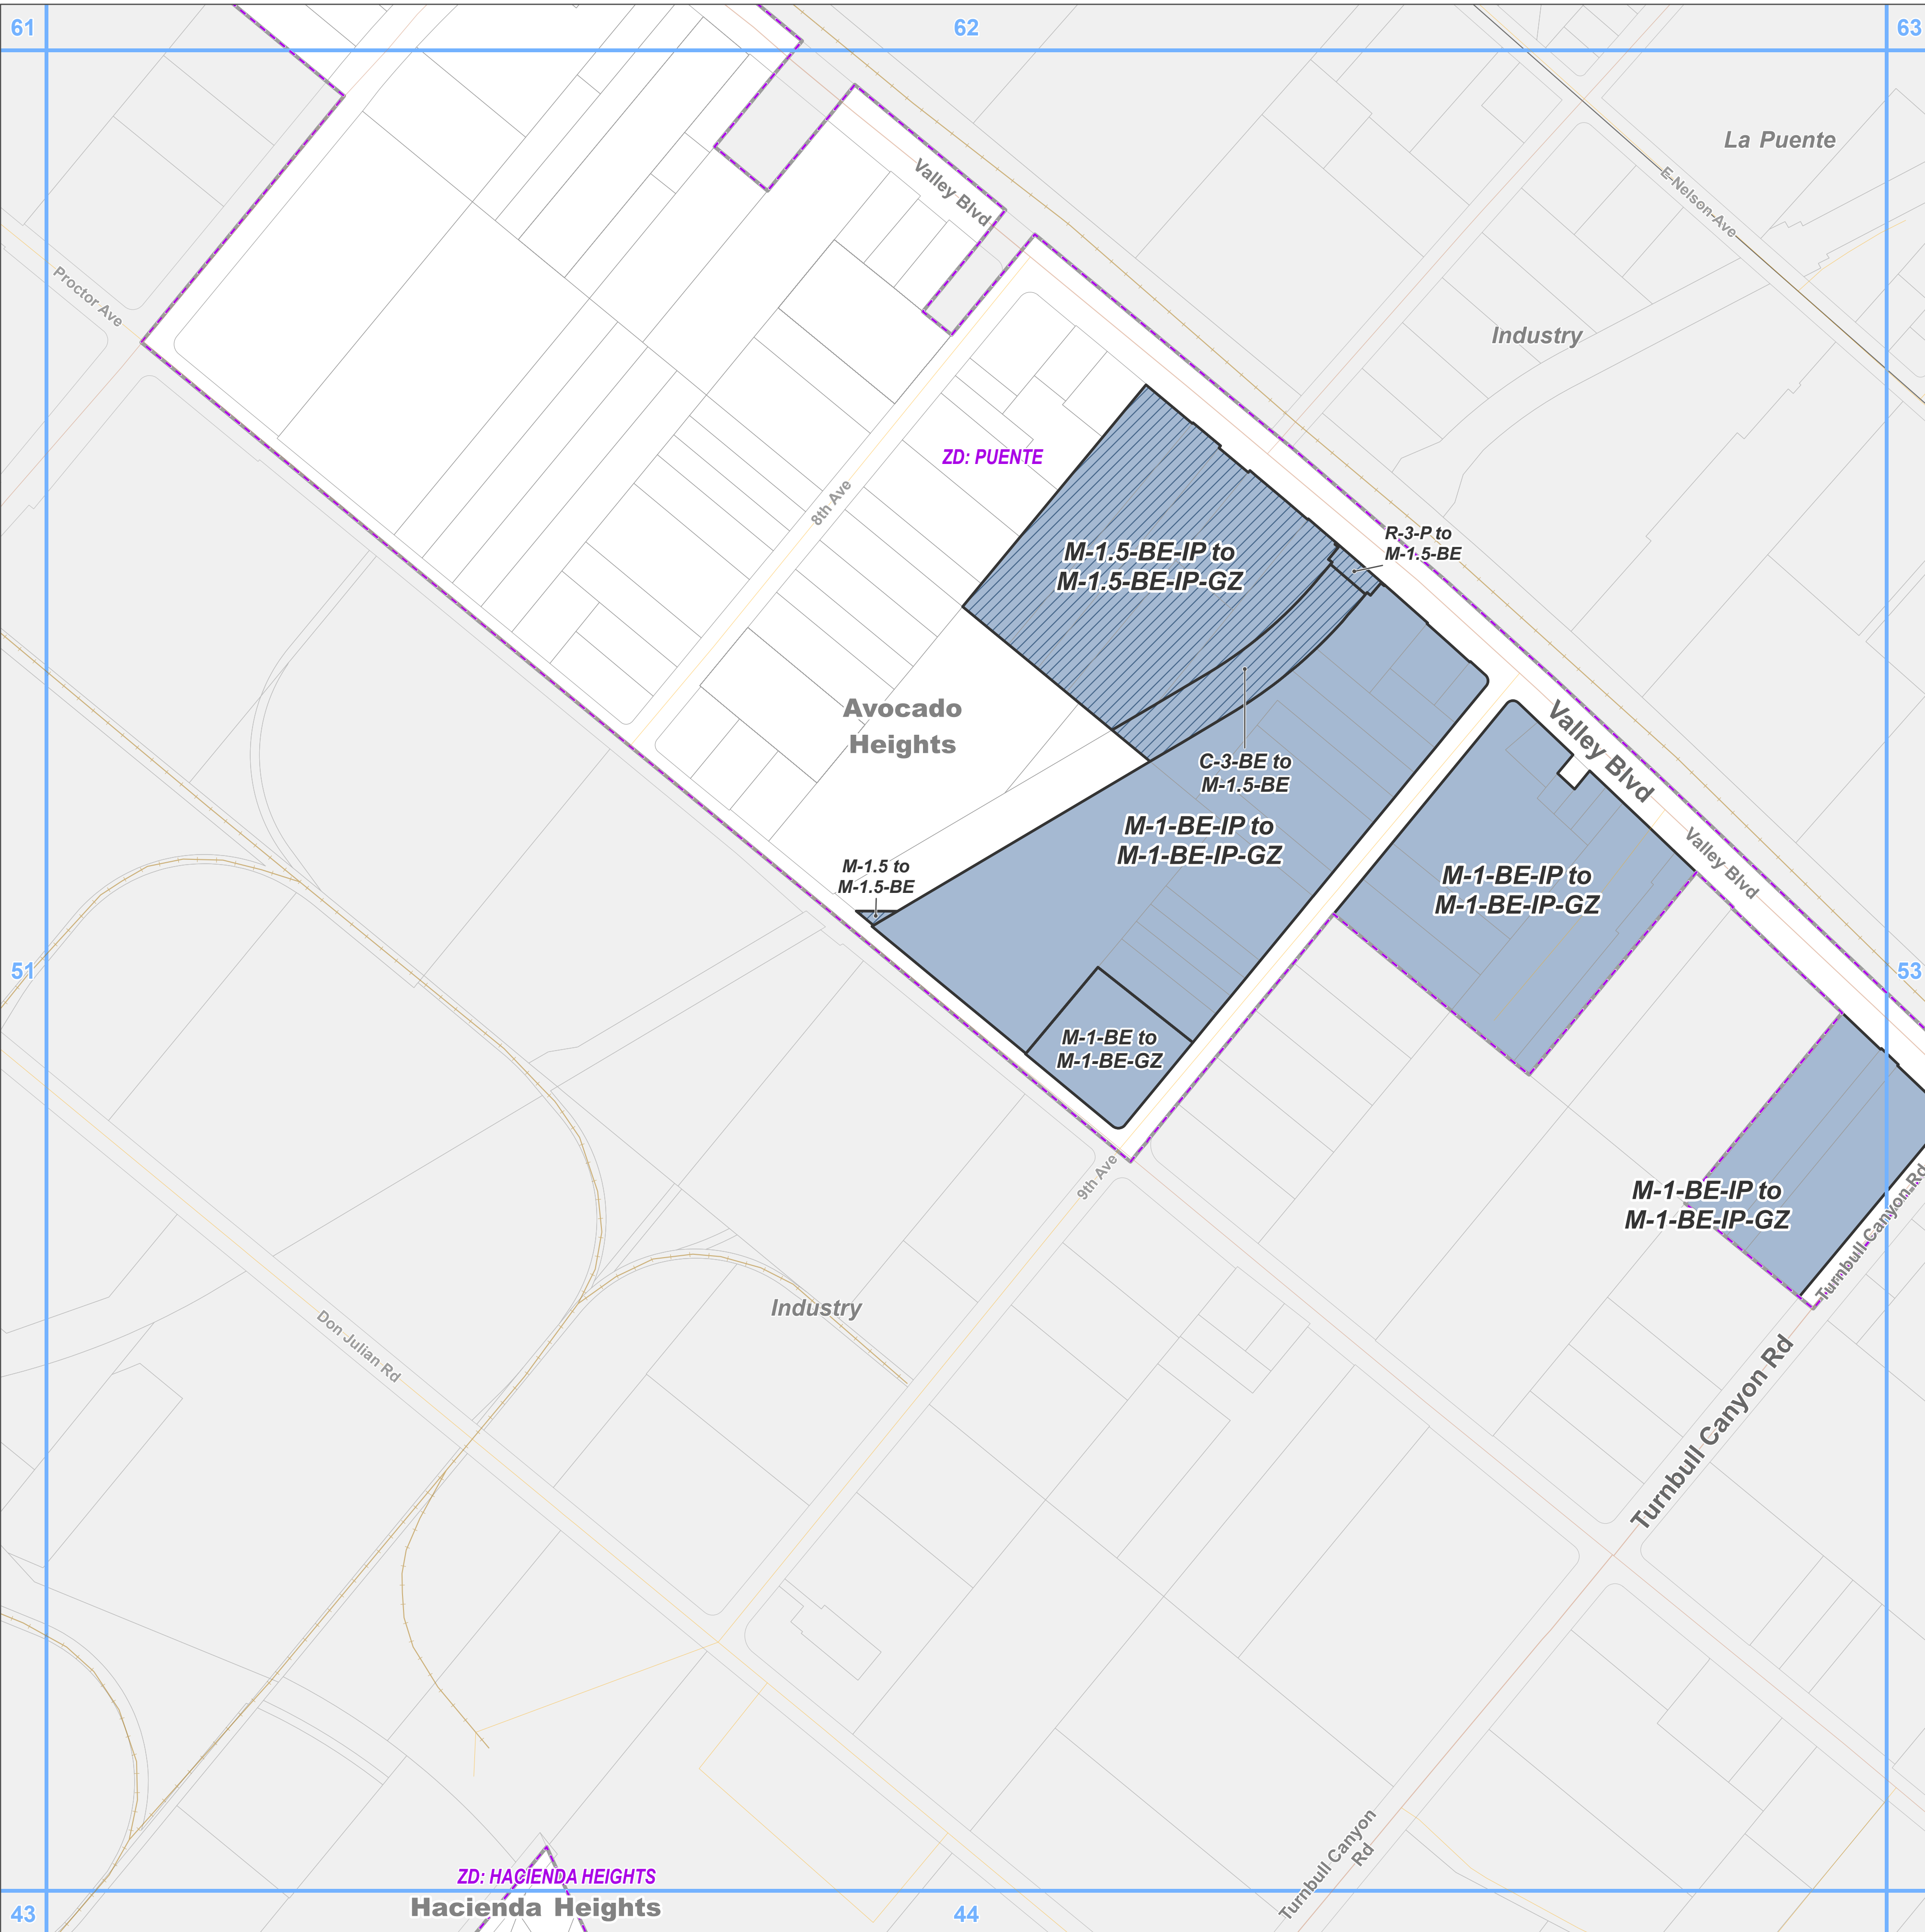 61
62
63
La Puente
E Nelson Ave
Valley Blvd
Proctor Ave
Industry
ZD: PUENTE
8th Ave
R-3-P to
M-1.5-BE
M-1.5-BE-IP to
M-1.5-BE-IP-GZ
Avocado
Heights
Valley Blvd
C-3-BE to
M-1.5-BE
M-1-BE-IP to
M-1-BE-IP-GZ
Valley Blvd
M-1.5 to
M-1.5-BE
M-1-BE-IP to
M-1-BE-IP-GZ
51
53
M-1-BE to
M-1-BE-GZ
9th Ave
M-1-BE-IP to
M-1-BE-IP-GZ
Turnbull Canyon Rd
Industry
Don Julian Rd
Turnbull Canyon Rd
Turnbull Canyon
Rd
ZD: HACIENDA HEIGHTS
Hacienda Heights
43
44